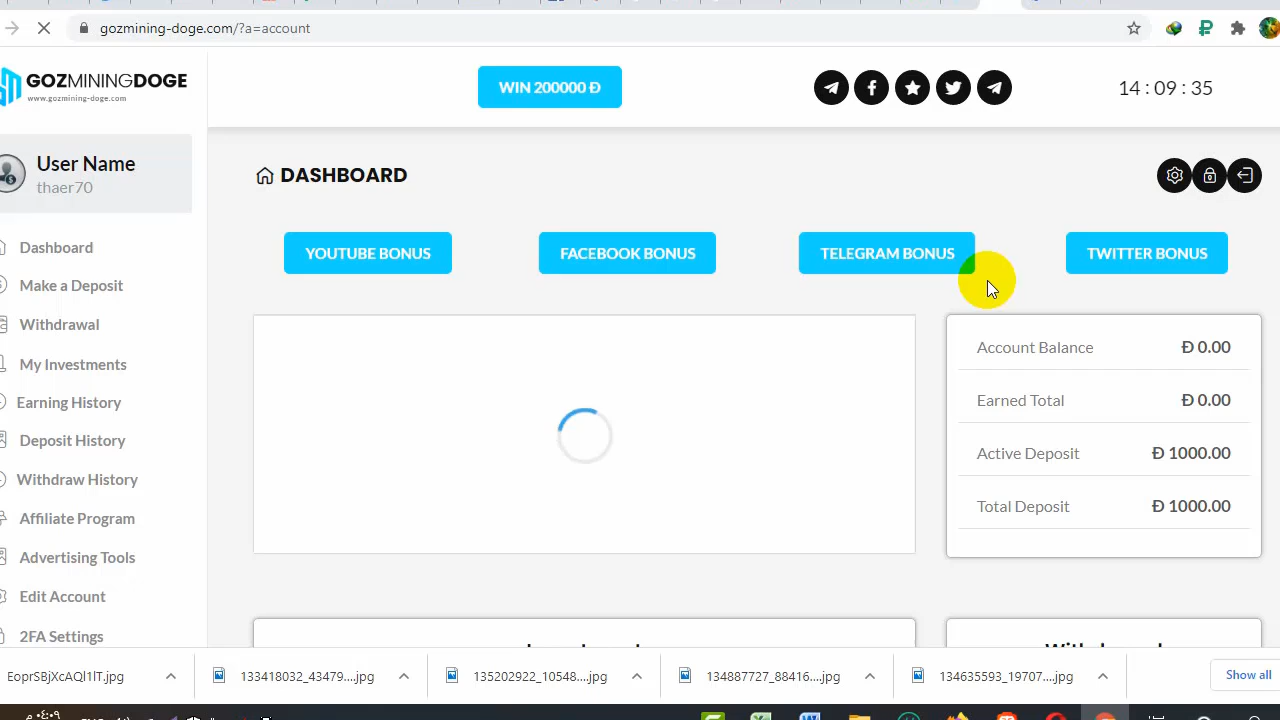 gozmining-doge.com/?a=account
GOZMININGDOGE
www.gozmining-doge.com
WIN 200000 Đ
14 : 09 : 35
User Name
thaer70
DASHBOARD
YOUTUBE BONUS
FACEBOOK BONUS
TELEGRAM BONUS
TWITTER BONUS
Dashboard
Make a Deposit
Withdrawal
My Investments
Earning History
Deposit History
Withdraw History
Affiliate Program
Advertising Tools
Edit Account
2FA Settings
Account Balance Đ 0.00
Earned Total Đ 0.00
Active Deposit Đ 1000.00
Total Deposit Đ 1000.00
133418032_43479....jpg
135202922_10548....jpg
134887727_88416....jpg
134635593_19707....jpg
Show all